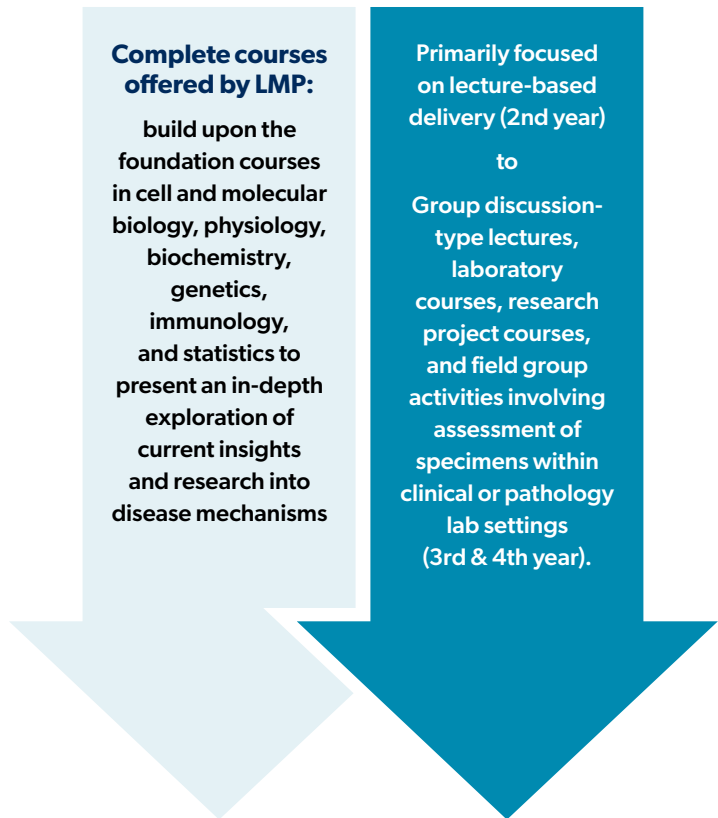 Complete courses
offered by LMP:
build upon the
foundation courses
in cell and molecular
biology, physiology,
biochemistry,
genetics,
immunology,
and statistics to
present an in-depth
exploration of
current insights
and research into
disease mechanisms
Primarily focused
on lecture-based
delivery (2nd year)
to
Group discussion-
type lectures,
laboratory
courses, research
project courses,
and field group
activities involving
assessment of
specimens within
clinical or pathology
lab settings
(3rd & 4th year).